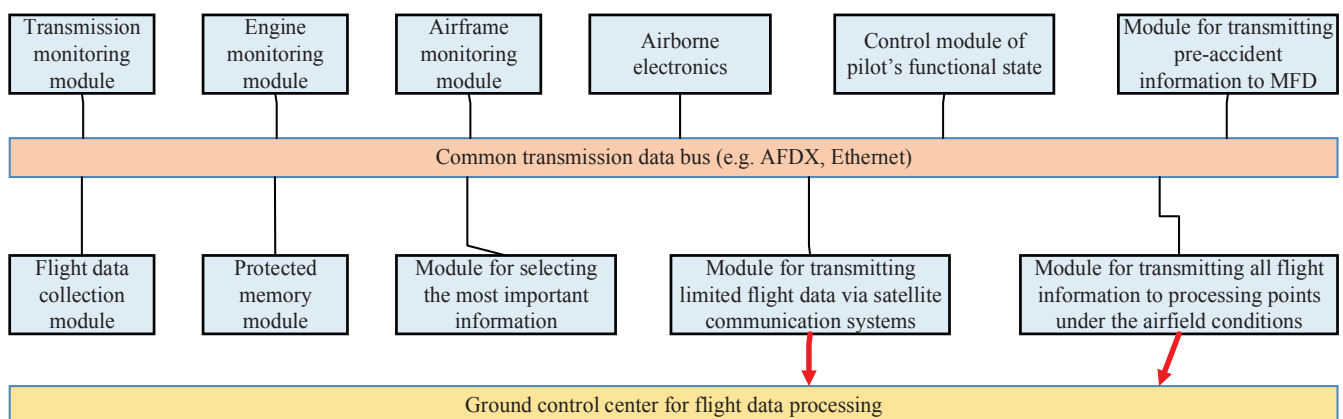 Transmission
monitoring
module
Engine
monitoring
module
Airframe
monitoring
module
Airborne
electronics
Control module of
pilot's functional state
Module for transmitting
pre-accident
information to MFD
Common transmission data bus (e.g. AFDX, Ethernet)
Flight data
collection
module
Protected
memory
module
Module for selecting
the most important
information
Module for transmitting
limited flight data via satellite
communication systems
Module for transmitting all flight
information to processing points
under the airfield conditions
Ground control center for flight data processing